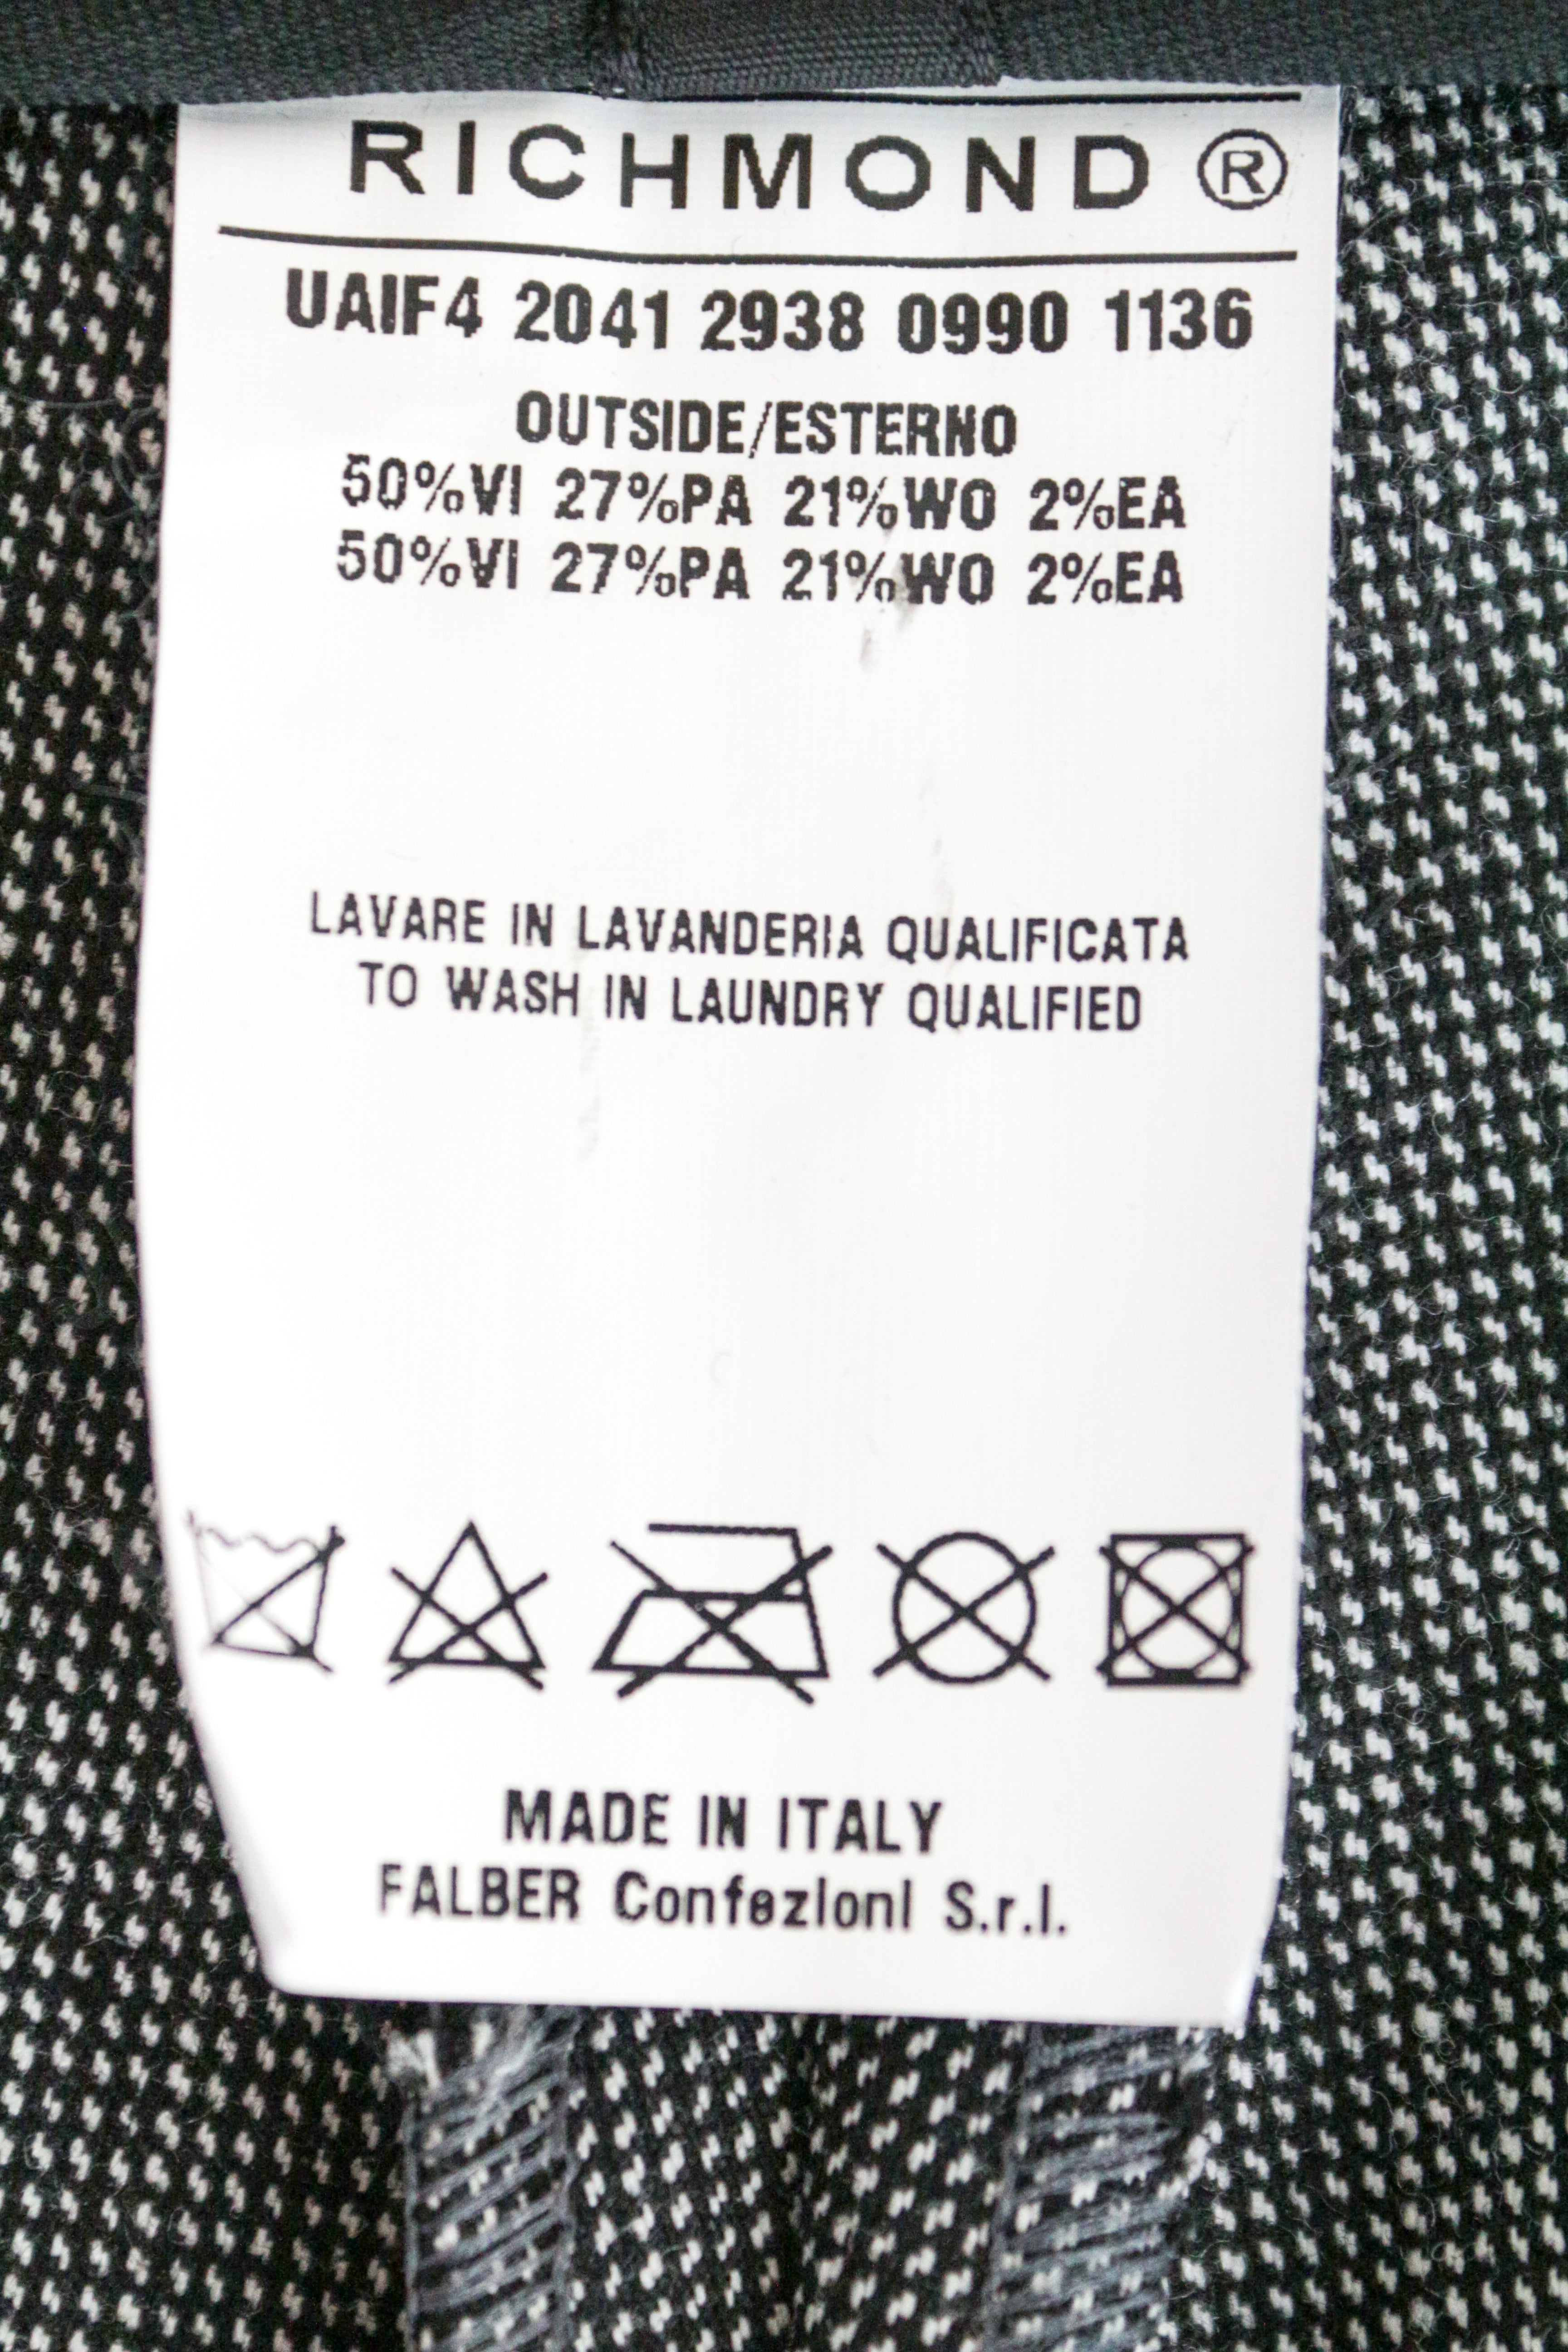 RICHMOND ®
UAIF4 2041 2938 0990 1136
OUTSIDE/ESTERNO
50%VI 27%PA 21%WO 2%EA
50%VI 27%PA 21%WO 2%EA
LAVARE IN LAVANDERIA QUALIFICATA
TO WASH IN LAUNDRY QUALIFIED
MADE IN ITALY
FALBER Confezioni S.r.l.